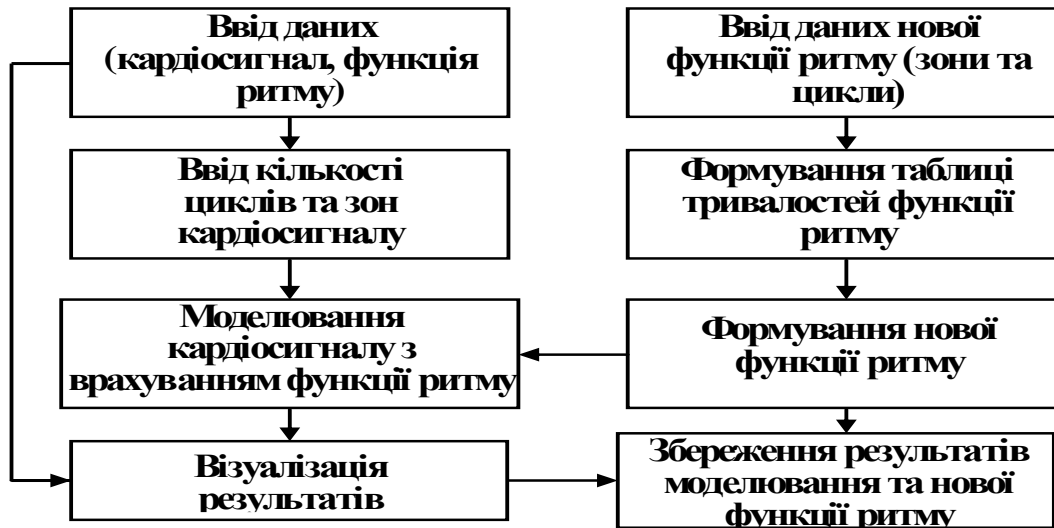 Ввід даних
(кардіосигнал, функція
ритму)
Ввід кількості
циклів та зон
кардіосигналу
Моделювання
кардіосигналу з
врахуванням функції ритму
Візуалізація
результатів
Ввід даних нової
функції ритму (зони та
цикли)
Формування таблиці
тривалостей функції
ритму
Формування нової
функції ритму
Збереження результатів
моделювання та нової
функції ритму